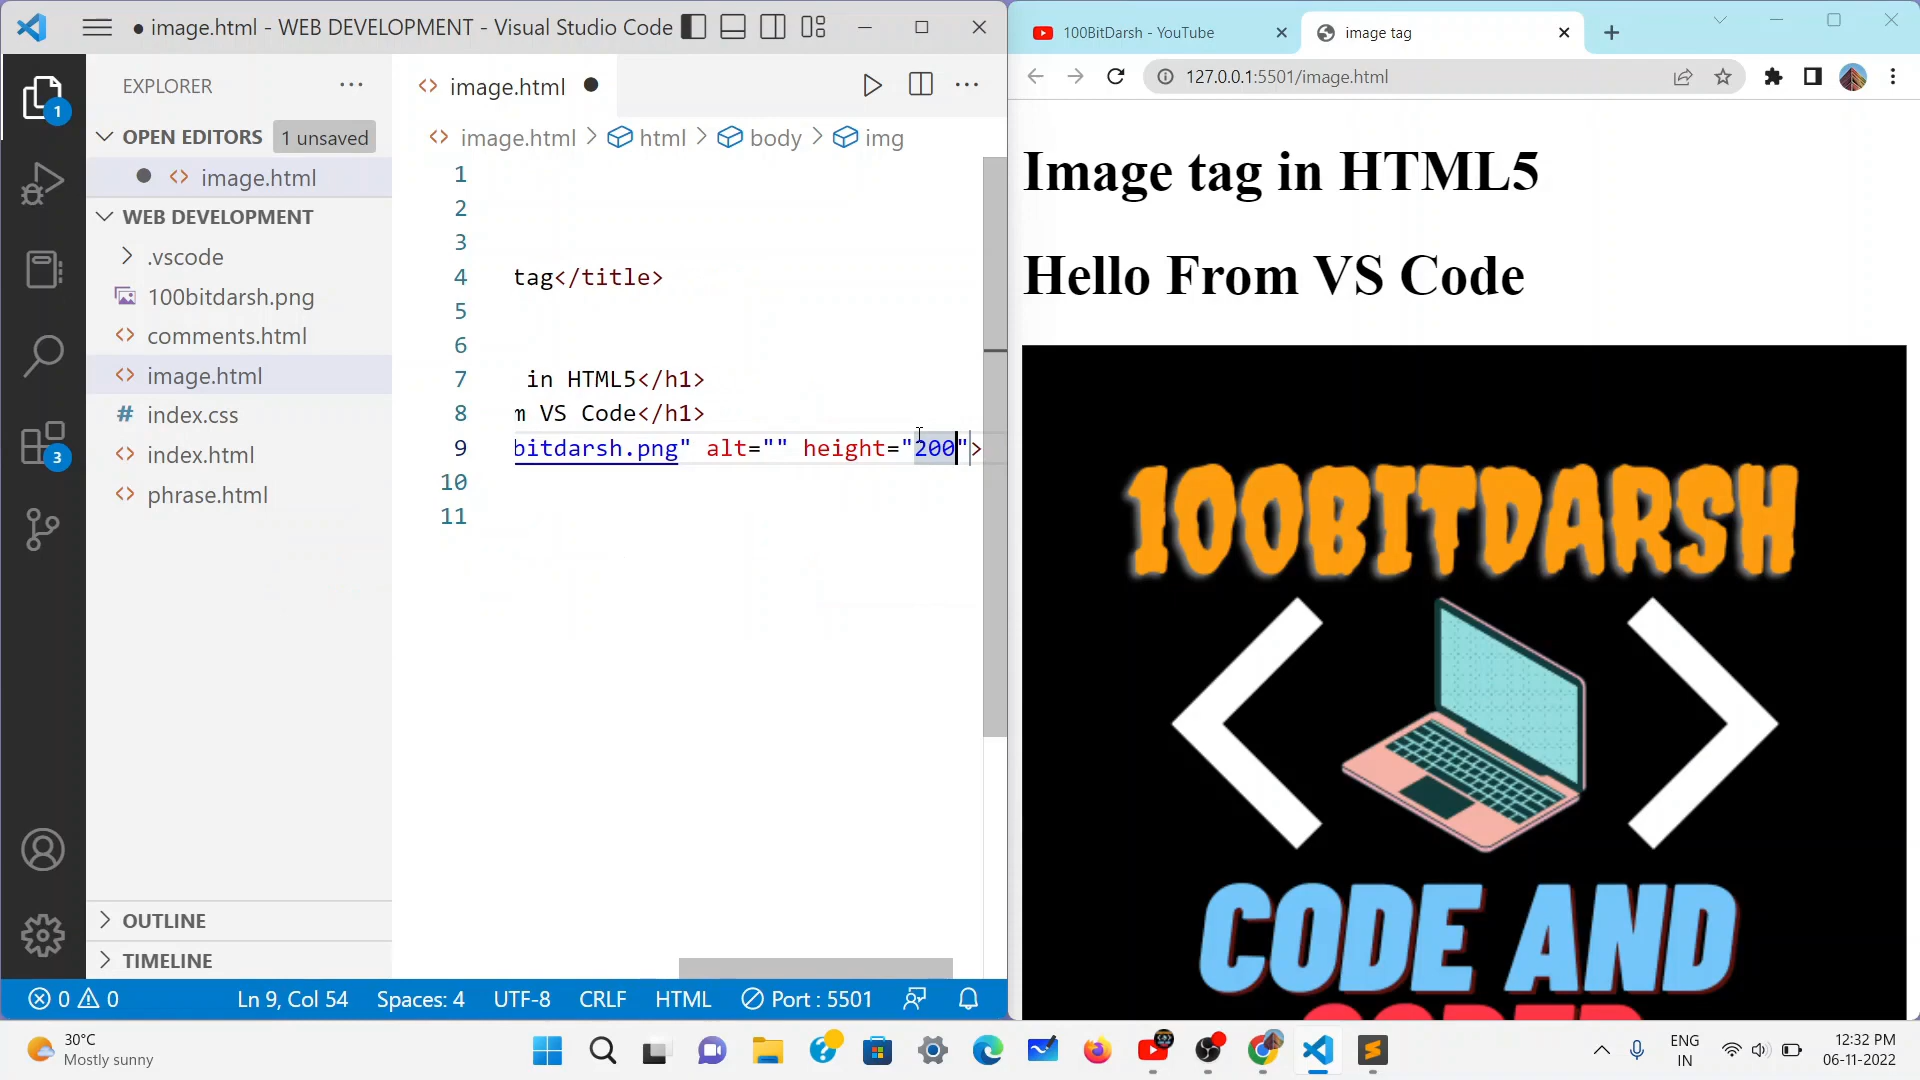 ● image.html - WEB DEVELOPMENT - Visual Studio Code
EXPLORER
OPEN EDITORS 1 unsaved
image.html
WEB DEVELOPMENT
.vscode
100bitdarsh.png
comments.html
image.html
index.css
index.html
phrase.html
OUTLINE
TIMELINE
1
3
image.html
image.html > html > body > img
1
2
3
4 tag</title>
5
6
7 in HTML5</h1>
8 m VS Code</h1>
9 bitdarsh.png" alt="" height="200">
10
11
0 0 Ln 9, Col 54 Spaces: 4 UTF-8 CRLF HTML Port : 5501
100BitDarsh - YouTube
image tag
127.0.0.1:5501/image.html
Image tag in HTML5
Hello From VS Code
100BITDARSH
CODE AND
CODER
30°C
Mostly sunny
ENG
IN
12:32 PM
06-11-2022